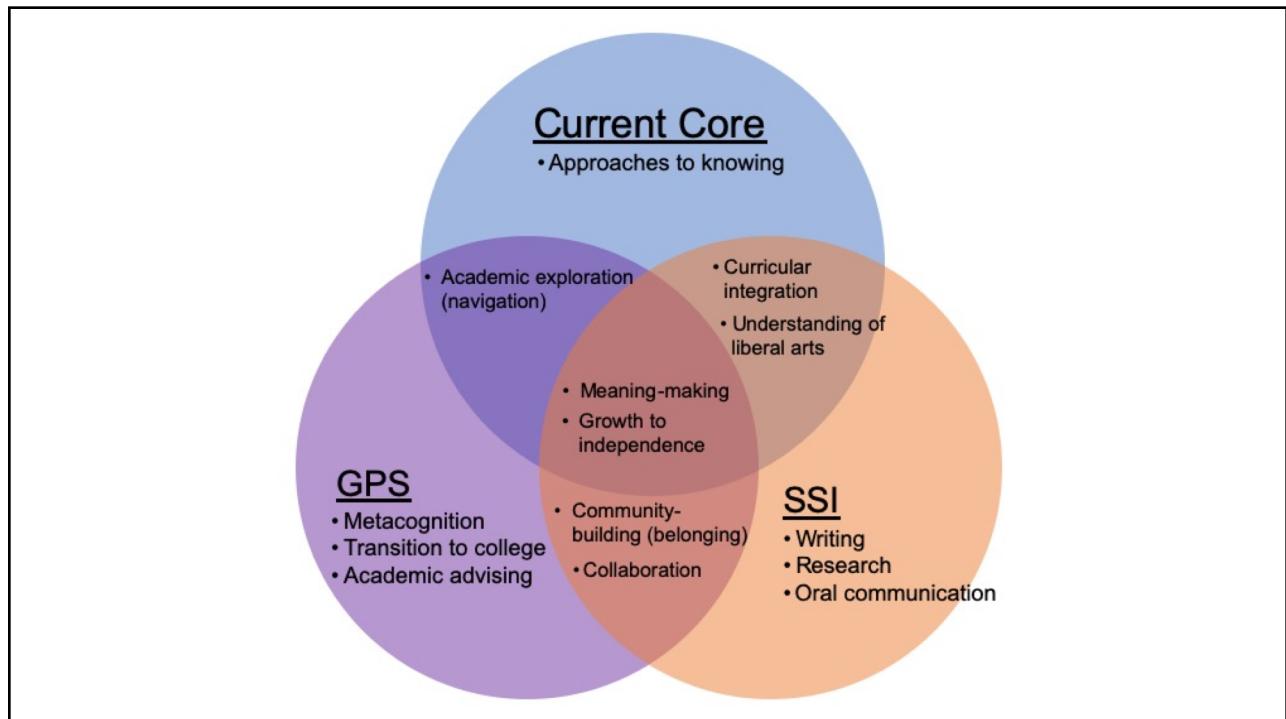 Current Core
• Approaches to knowing
• Academic exploration
(navigation)
• Curricular
integration
• Understanding of
liberal arts
• Meaning-making
• Growth to
independence
GPS
• Metacognition
• Transition to college
• Academic advising
• Community-
building (belonging)
• Collaboration
SSI
• Writing
• Research
• Oral communication